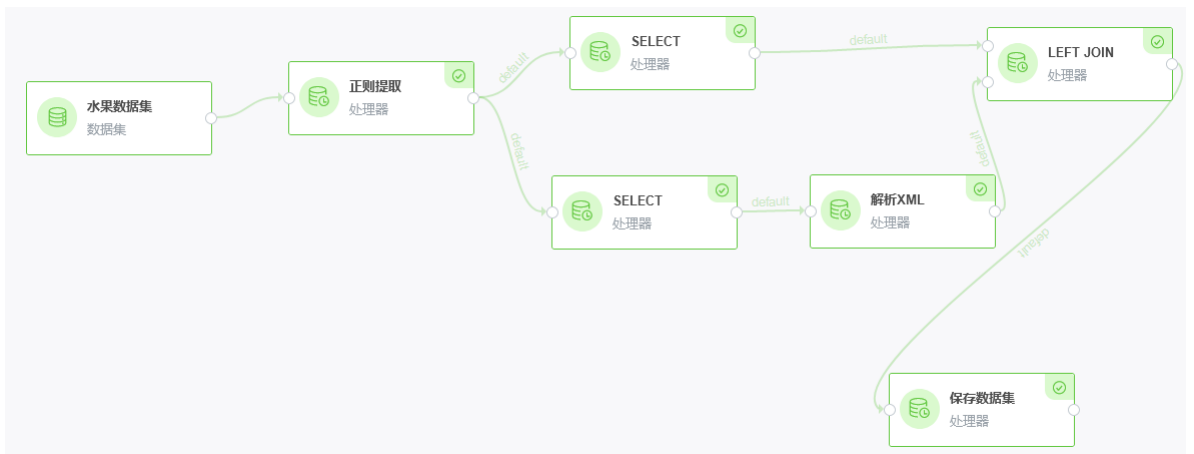 水果数据集
数据集
正则提取
处理器
default
default
SELECT
处理器
default
LEFT JOIN
处理器
SELECT
处理器
default
解析XML
处理器
default
default
保存数据集
处理器